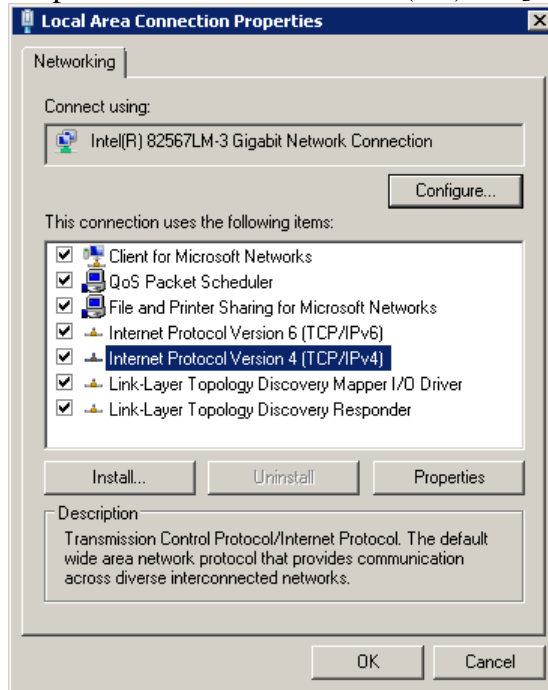 Local Area Connection Properties
Networking
Connect using:
Intel(R) 82567LM-3 Gigabit Network Connection
Configure...
This connection uses the following items:
Client for Microsoft Networks
QoS Packet Scheduler
File and Printer Sharing for Microsoft Networks
Internet Protocol Version 6 (TCP/IPv6)
Internet Protocol Version 4 (TCP/IPv4)
Link-Layer Topology Discovery Mapper I/O Driver
Link-Layer Topology Discovery Responder
Install...
Uninstall
Properties
Description
Transmission Control Protocol/Internet Protocol. The default
wide area network protocol that provides communication
across diverse interconnected networks.
OK
Cancel